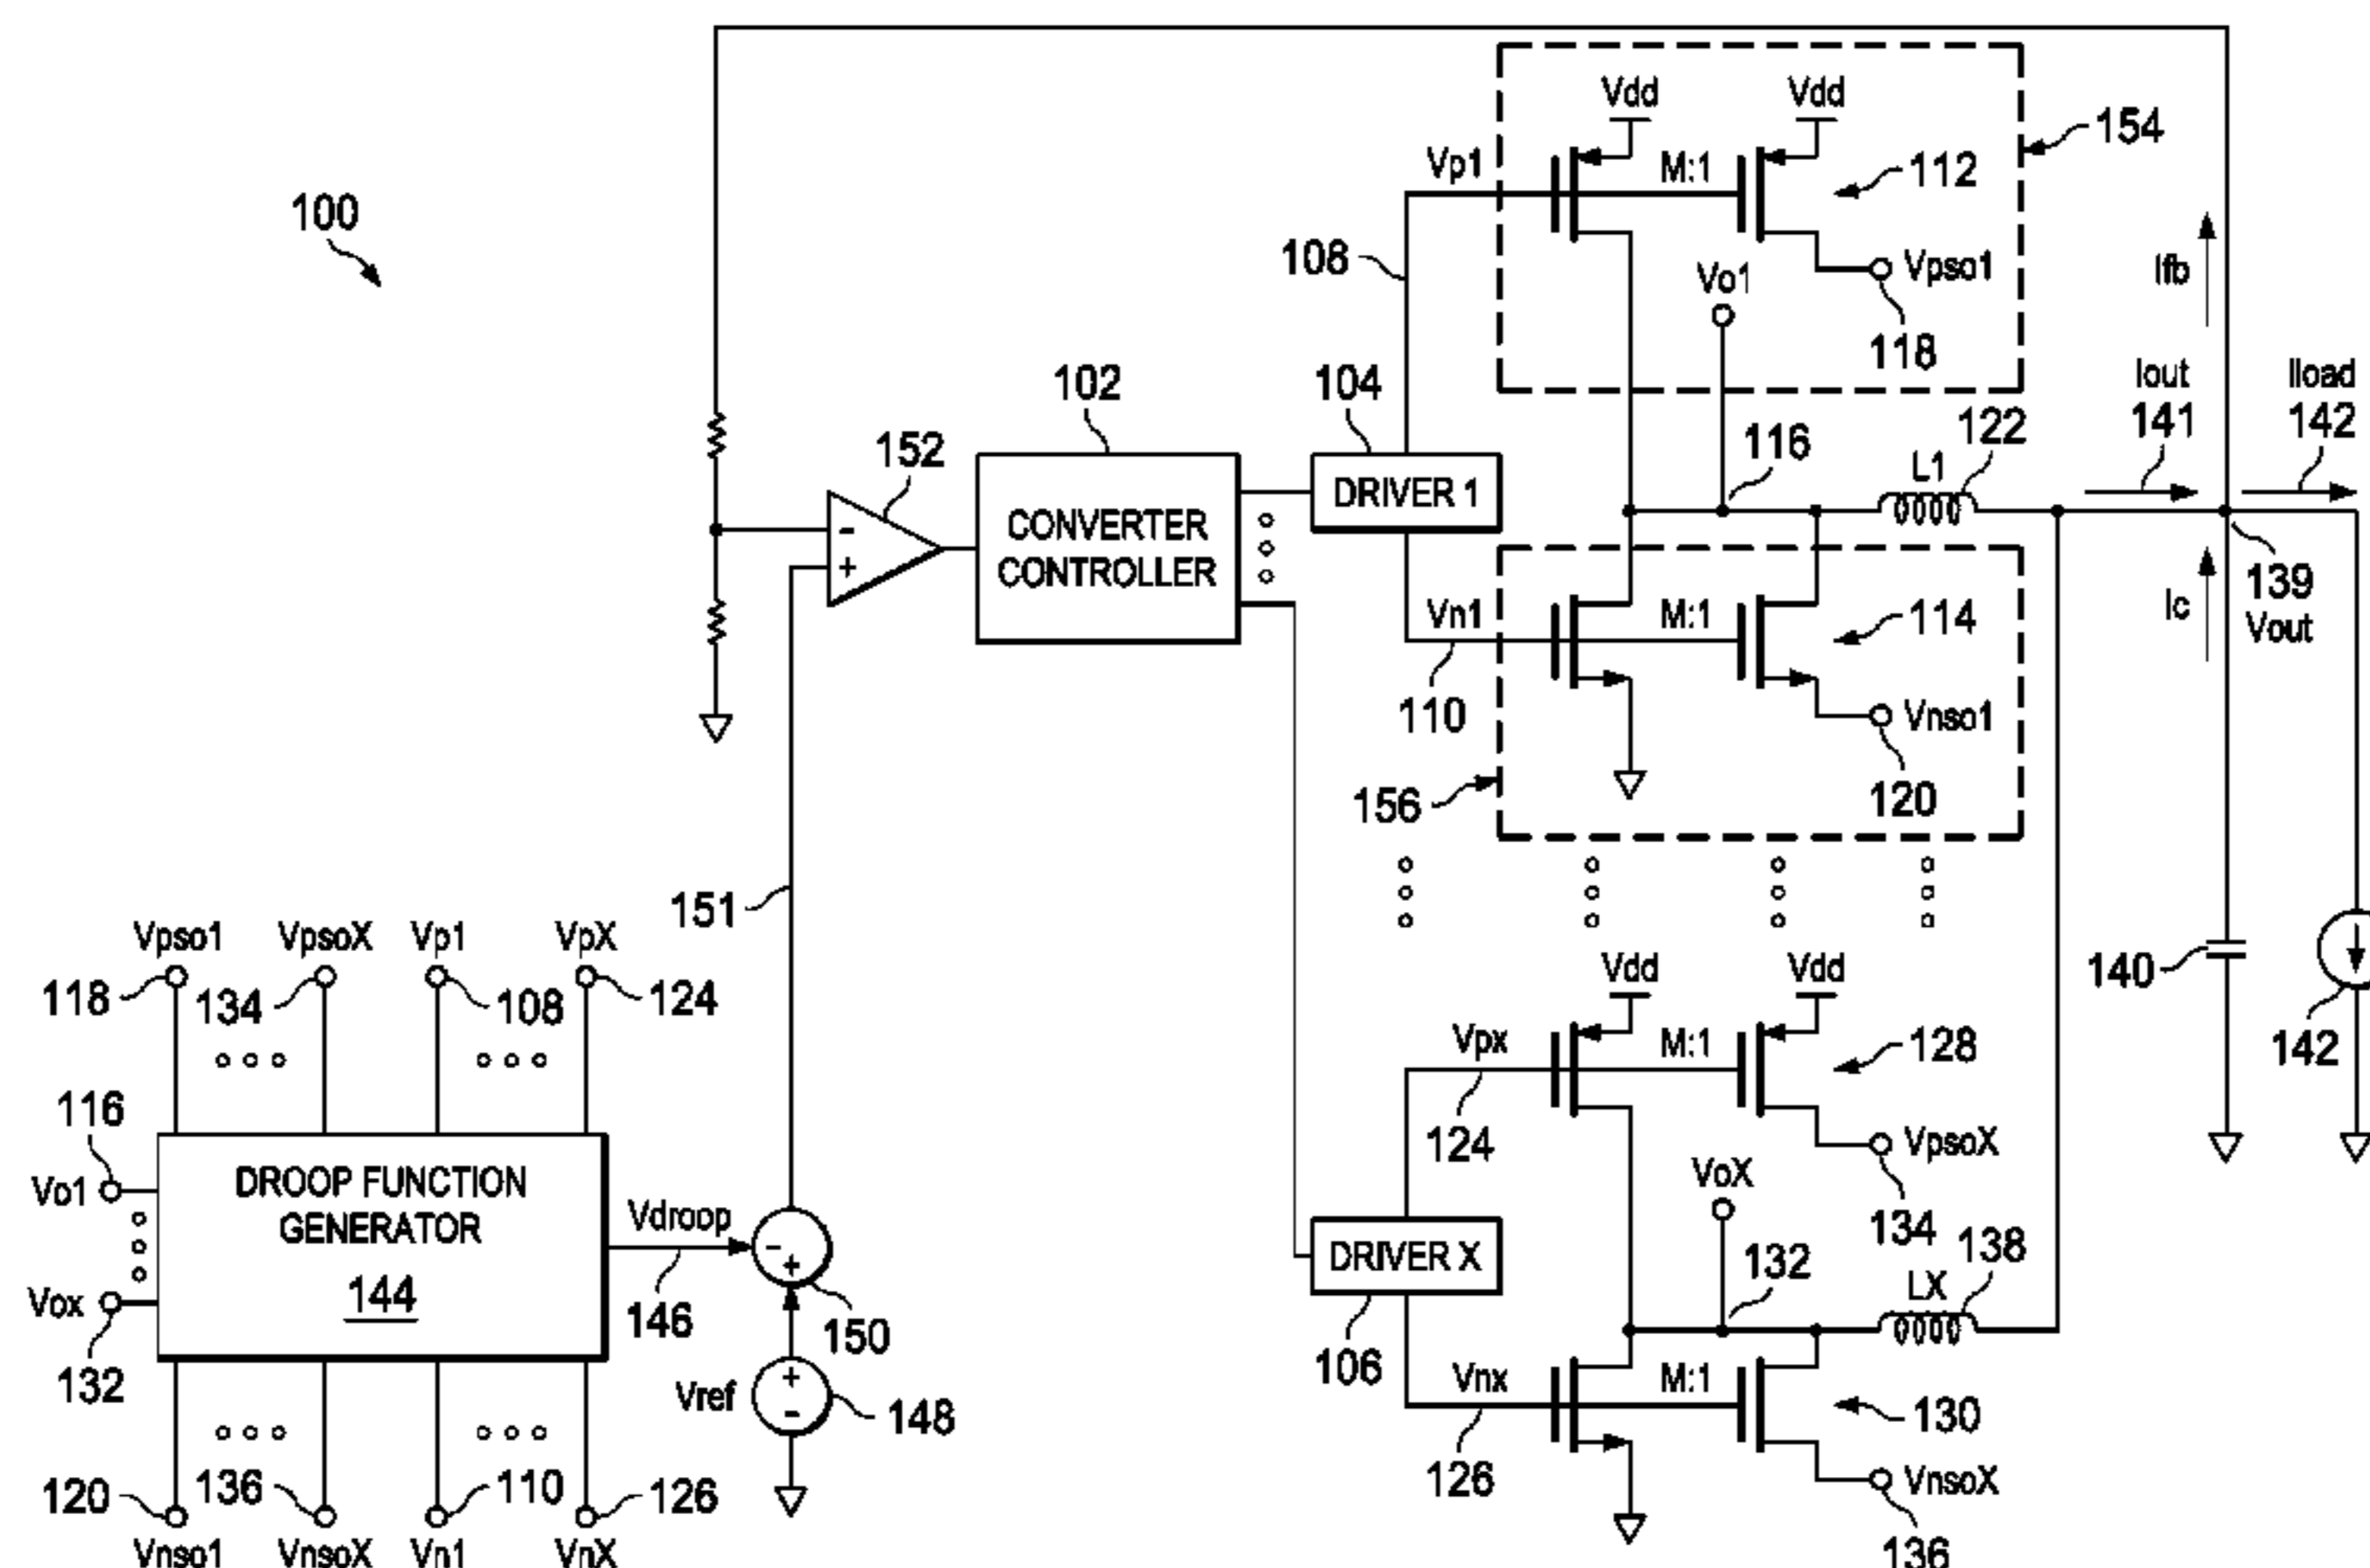 100
Vdd
Vdd
154
Vp1
M:1
112
108
Vo1
Vpso1
118
Ifb
102
104
152
116
Iout
141
Iload
142
L1
122
DRIVER 1
-
+
CONVERTER
CONTROLLER
139
Vout
Ic
Vn1
M:1
114
110
Vnso1
120
156
151
Vpso1
VpsoX
Vp1
VpX
118
134
108
124
Vdd
Vdd
140
142
Vpx
M:1
128
124
VpsoX
134
116
Vo1
DROOP FUNCTION
GENERATOR
144
Vox
132
Vdroop
146
-
+
150
VoX
132
LX
138
DRIVER X
106
Vref
+
-
148
Vnx
M:1
130
126
VnsoX
136
120
136
110
126
Vnso1
VnsoX
Vn1
VnX